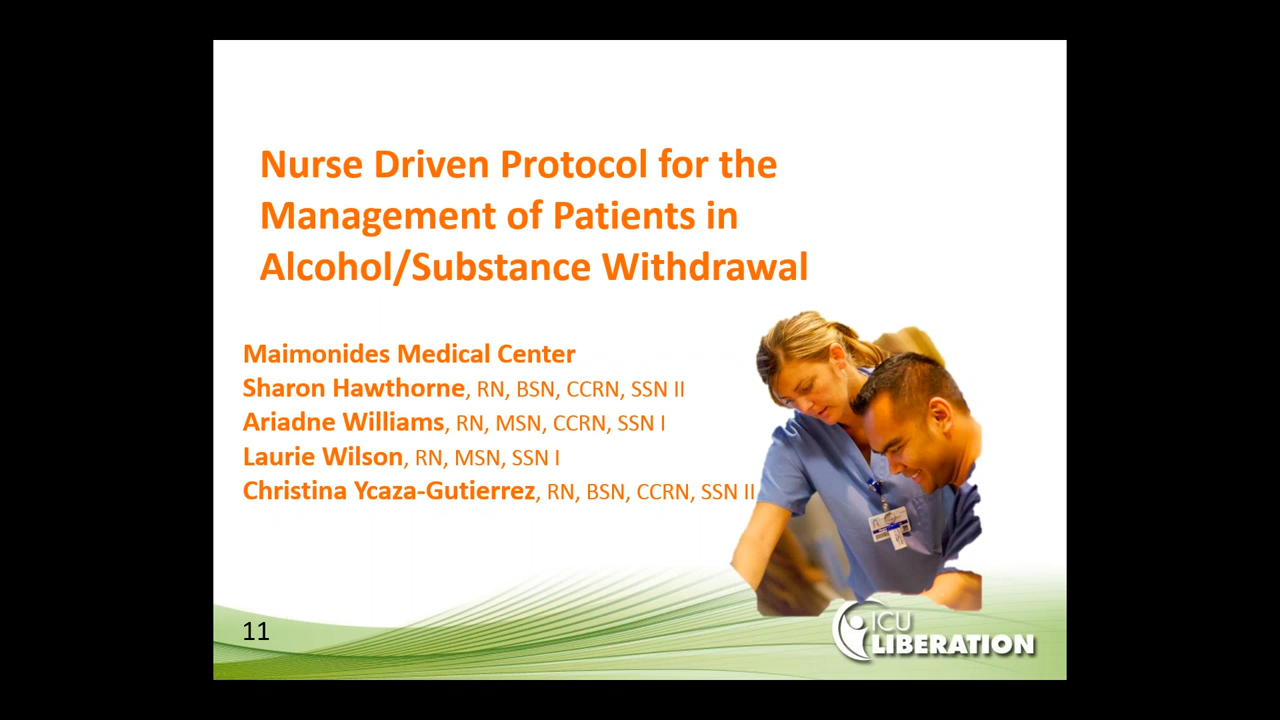 Nurse Driven Protocol for the
Management of Patients in
Alcohol/Substance Withdrawal
Maimonides Medical Center
Sharon Hawthorne, RN, BSN, CCRN, SSN II
Ariadne Williams, RN, MSN, CCRN, SSN I
Laurie Wilson, RN, MSN, SSN I
Christina Ycaza-Gutierrez, RN, BSN, CCRN, SSN II
11
ICU
LIBERATION